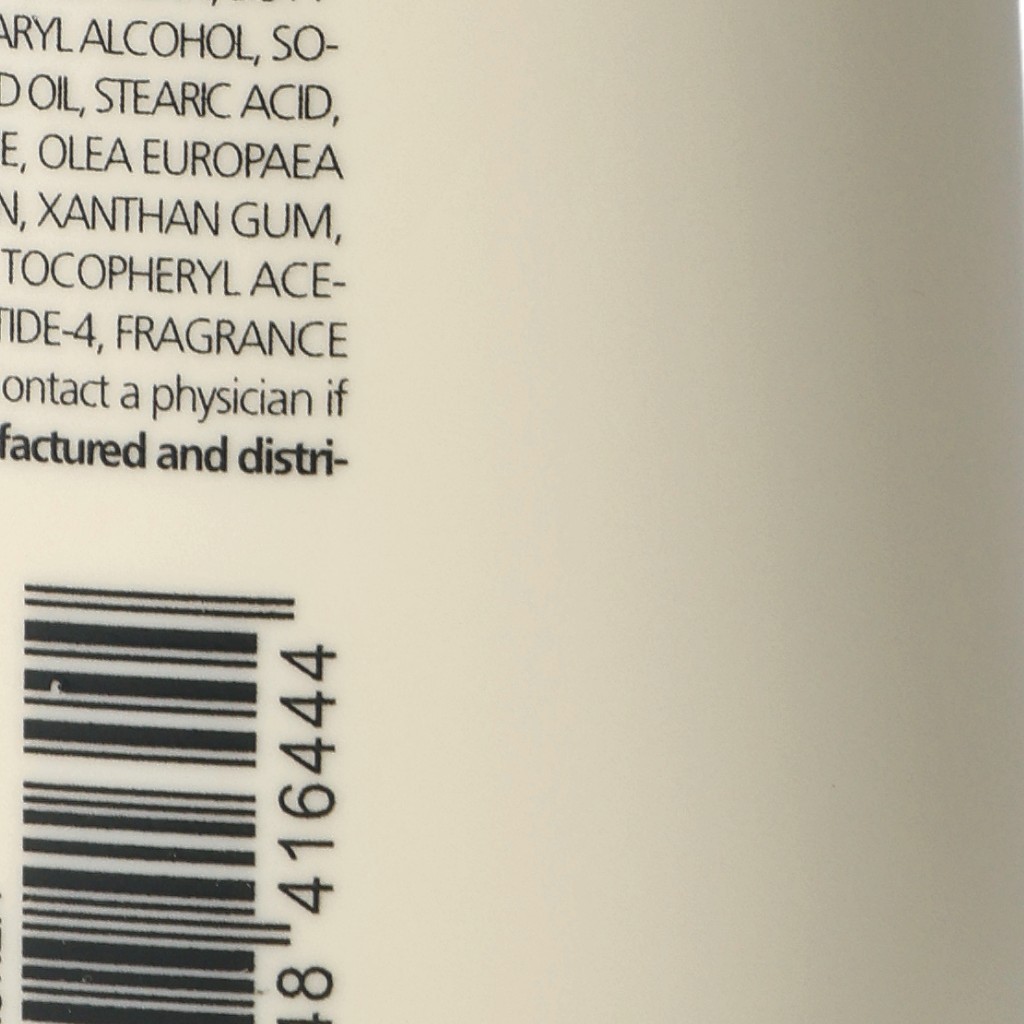 ARYL ALCOHOL, SO-
D OIL, STEARIC ACID,
E, OLEA EUROPAEA
N, XANTHAN GUM,
TOCOPHERYL ACE-
TIDE-4, FRAGRANCE
ontact a physician if
factured and distri-
8 416444